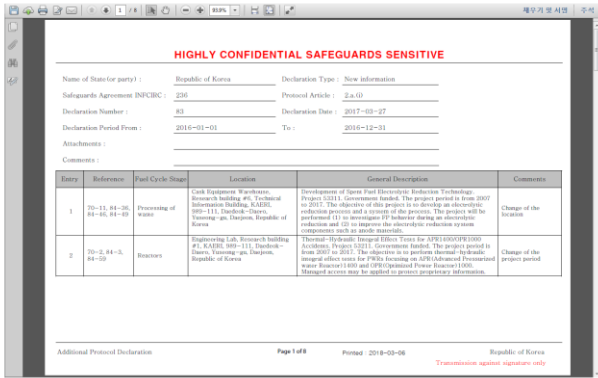 1 / 8
85.9%
채우기 및 서명
주석
HIGHLY CONFIDENTIAL SAFEGUARDS SENSITIVE
Name of State(or party) : Republic of Korea Declaration Type : New information
Safeguards Agreement INFCIRC : 236 Protocol Article : 2.a.(i)
Declaration Number : 83 Declaration Date : 2017-03-27
Declaration Period From : 2016-01-01 To : 2016-12-31
Attachments :
Comments :
Entry Reference Fuel Cycle Stage Location General Description Comments
1
70-11, 84-36,
84-46, 84-49
Processing of
waste
Cask Equipment Warehouse,
Research building #8, Technical
Information Building, KAERI,
989-111, Daedeok-Daero,
Yuseong-gu, Daejeon, Republic of
Korea
Development of Spent Fuel Electrolytic Reduction Technology.
Project 53211. Government funded. The project period is from 2007
to 2017. The objective of this project is to develop an electrolytic
reduction process and a system of the process. The project will be
performed (1) to investigate FP behavior during an electrolytic
reduction and (2) to improve the electrolytic reduction system
components such as anode materials.
Change of the
location
2
70-2, 84-3,
84-59
Reactors
Engineering Lab, Research building
#1, KAERI, 989-111, Daedeok-
Daero, Yuseong-gu, Daejeon,
Republic of Korea
Thermal-Hydraulic Integral Effect Tests for APR1400/OPR1000
Accidents. Project 53211. Government funded. The project period is
from 2007 to 2017. The objective is to perform thermal-hydraulic
integral effect tests for PWRs focusing on APR(Advanced Pressurized
water Reactor)1400 and OPR(Optimized Power Reactor)1000.
Managed access may be applied to protect proprietary information.
Change of the
project period
Additional Protocol Declaration Page 1 of 8 Printed : 2018-03-06 Republic of Korea
Transmission against signature only